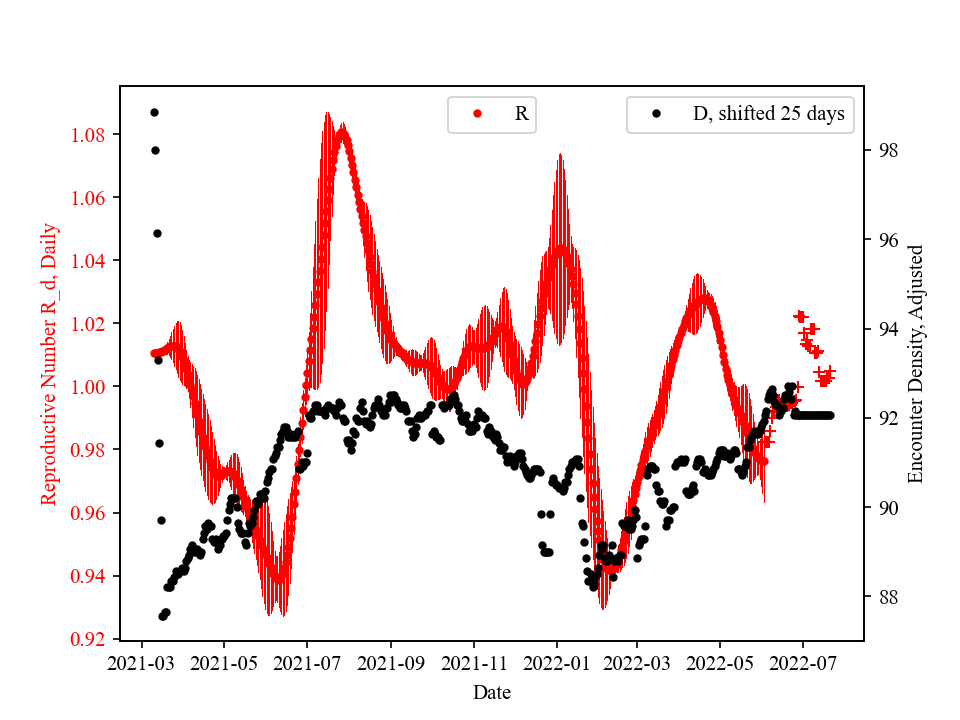 R
D, shifted 25 days
1.08
1.06
1.04
1.02
1.00
0.98
0.96
0.94
0.92
Reproductive Number R_d, Daily
98
96
94
92
90
88
Encounter Density, Adjusted
2021-03 2021-05 2021-07 2021-09 2021-11 2022-01 2022-03 2022-05 2022-07
Date